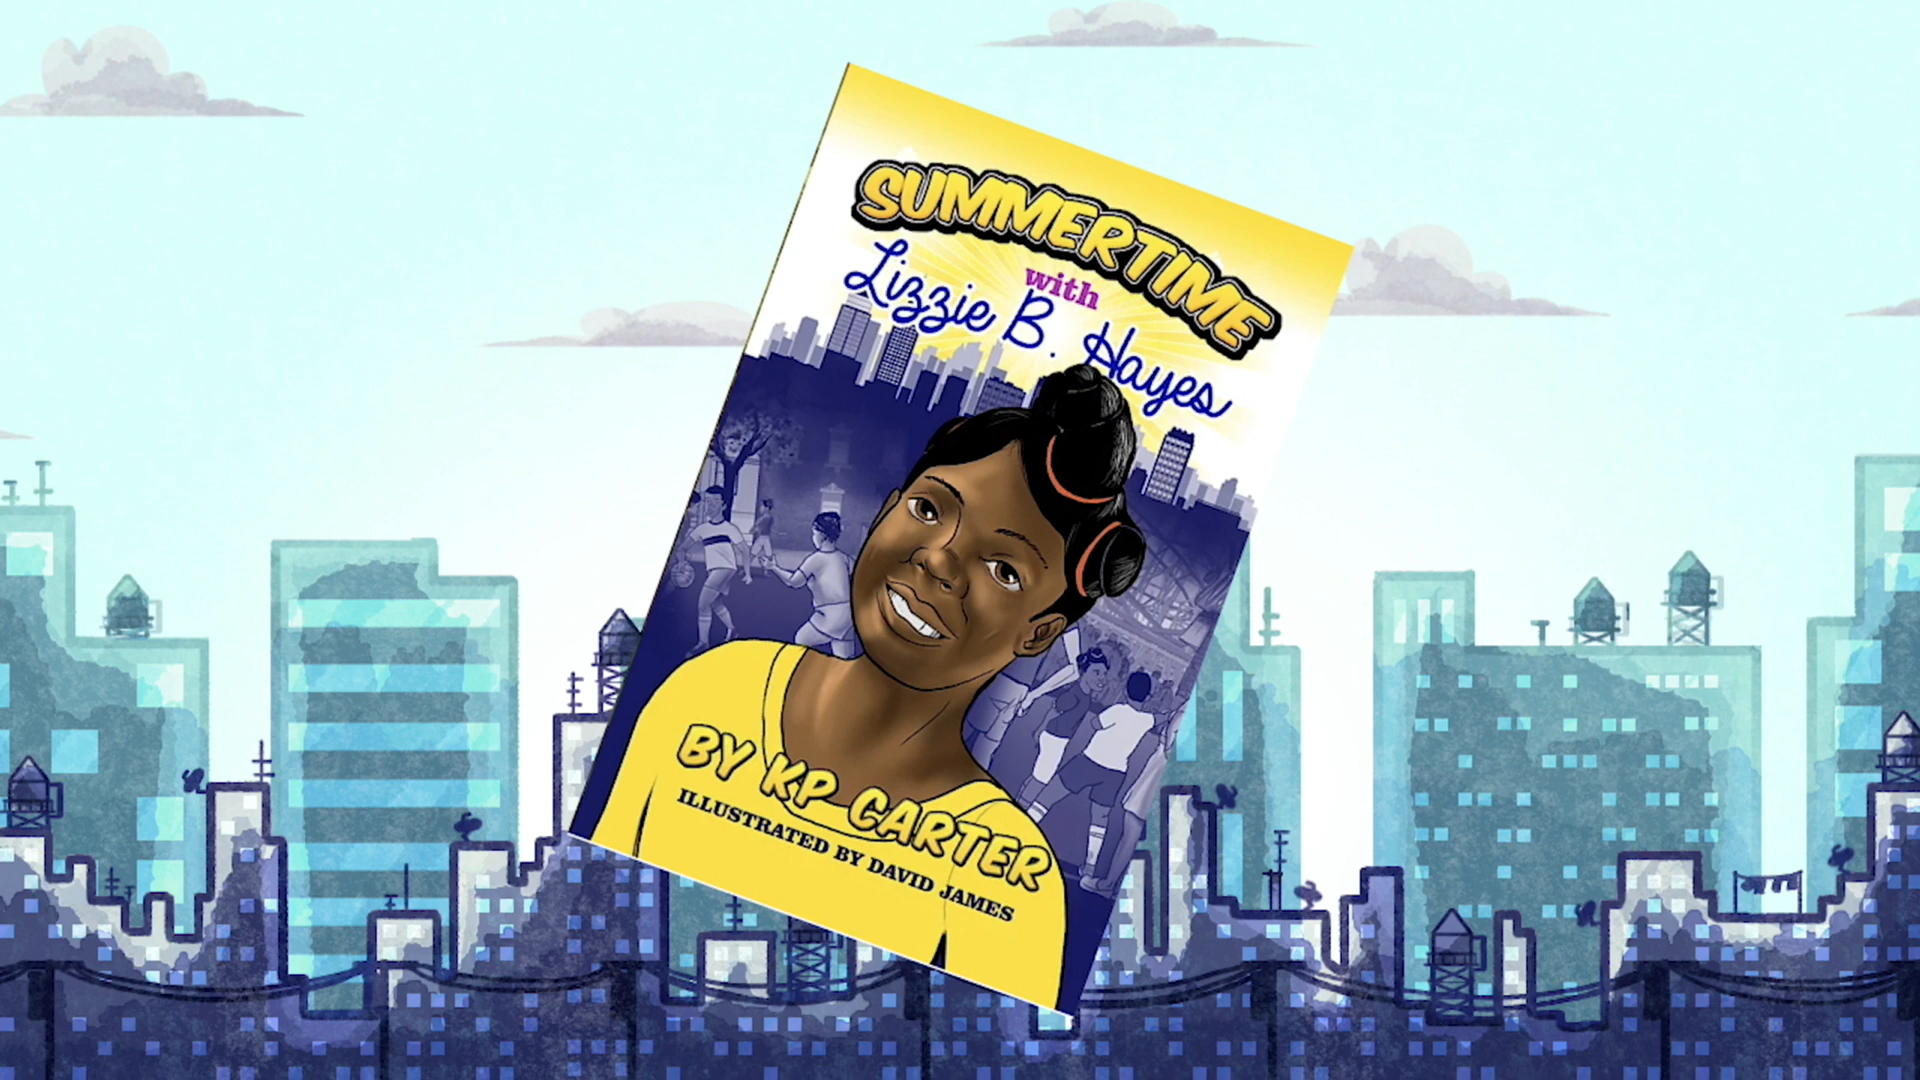 SUMMERTIME
with
Lizzie B. Hayes
BY KP CARTER
ILLUSTRATED BY DAVID JAMES